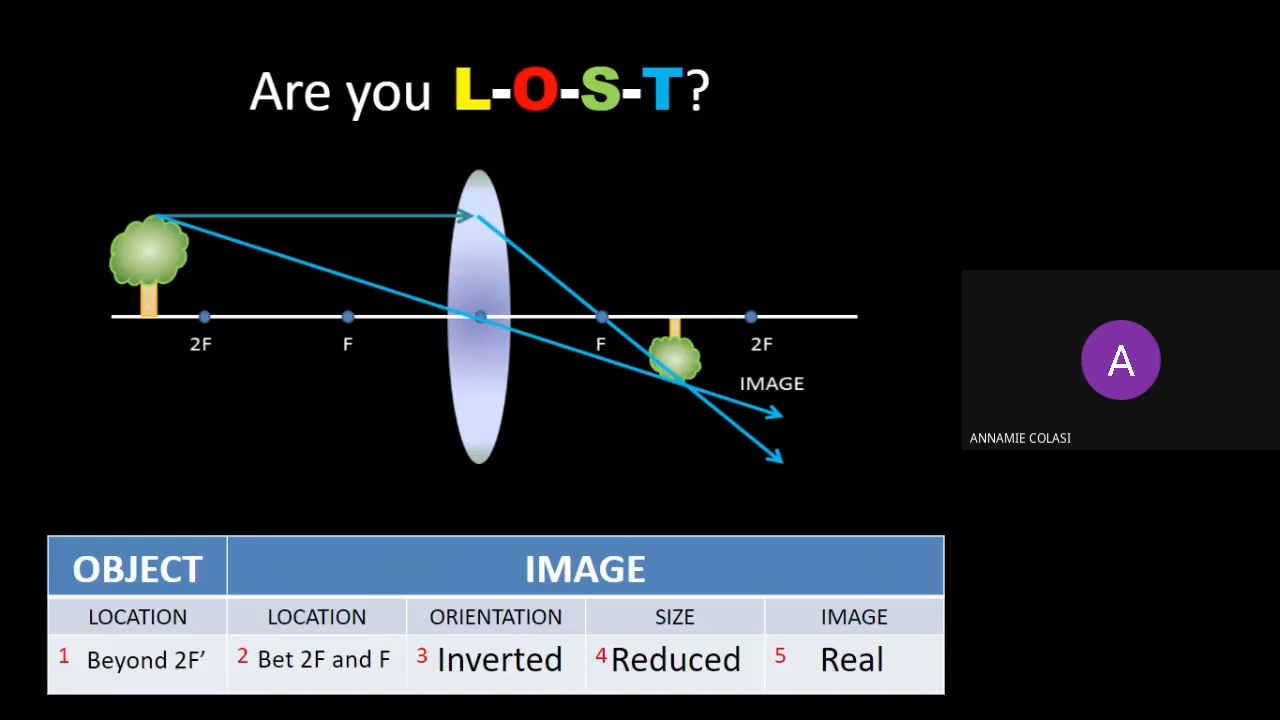 Are you L-O-S-T?
2F F F 2F
IMAGE
A
ANNAMIE COLASI
OBJECT IMAGE
LOCATION LOCATION ORIENTATION SIZE IMAGE
1 Beyond 2F’ 2 Bet 2F and F 3 Inverted 4 Reduced 5 Real